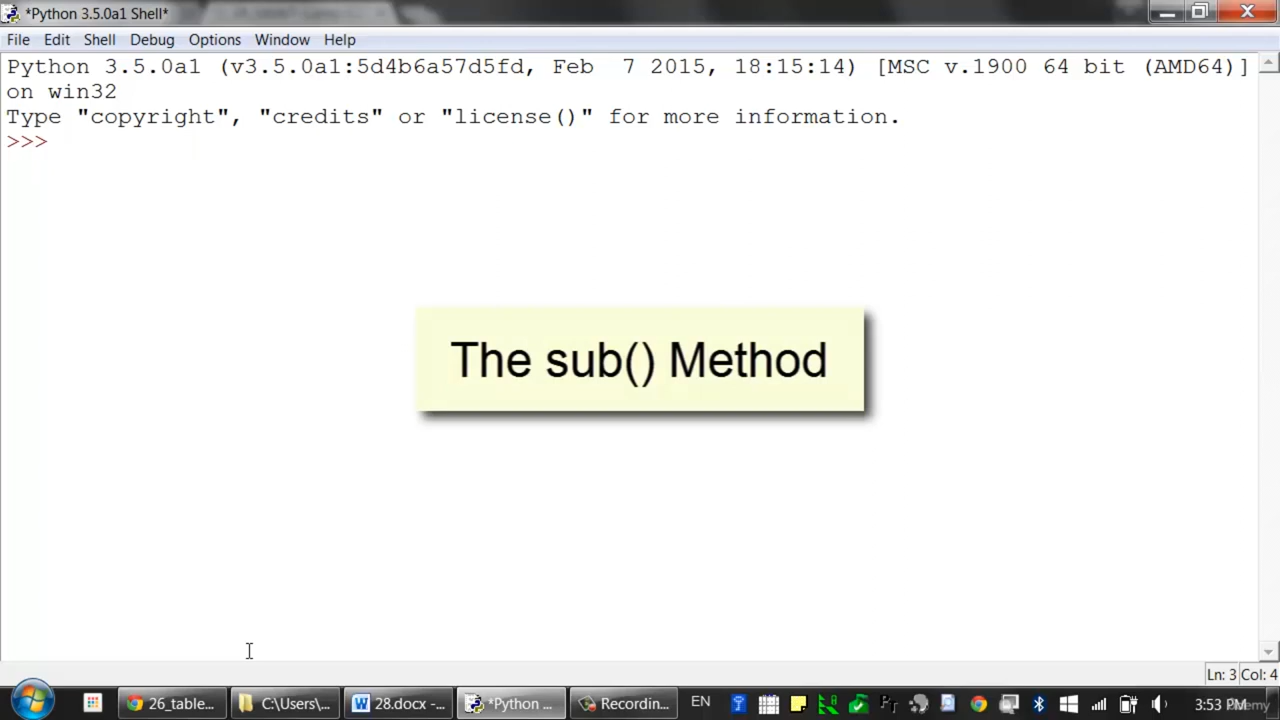 *Python 3.5.0a1 Shell*
File Edit Shell Debug Options Window Help
Python 3.5.0a1 (v3.5.0a1:5d4b6a57d5fd, Feb  7 2015, 18:15:14) [MSC v.1900 64 bit (AMD64)]
on win32
Type "copyright", "credits" or "license()" for more information.
>>>
The sub() Method
Ln: 3 Col: 4
26_table... C:\Users\... 28.docx -... *Python ... Recordin... EN 3:53 PM
Udemy